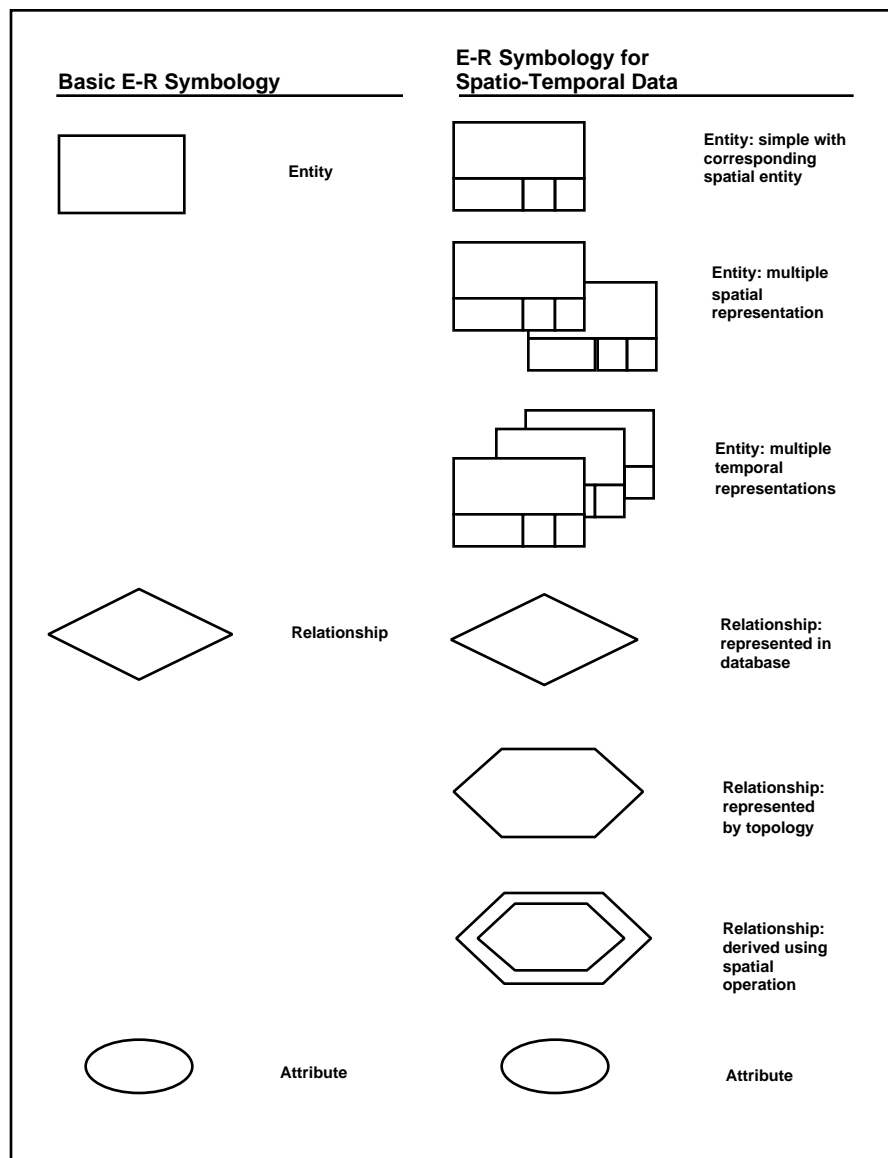 Basic E-R Symbology
E-R Symbology for
Spatio-Temporal Data
Entity
Entity: simple with
corresponding
spatial entity
Entity: multiple
spatial
representation
Entity: multiple
temporal
representations
Relationship
Relationship:
represented in
database
Relationship:
represented
by topology
Relationship:
derived using
spatial
operation
Attribute
Attribute